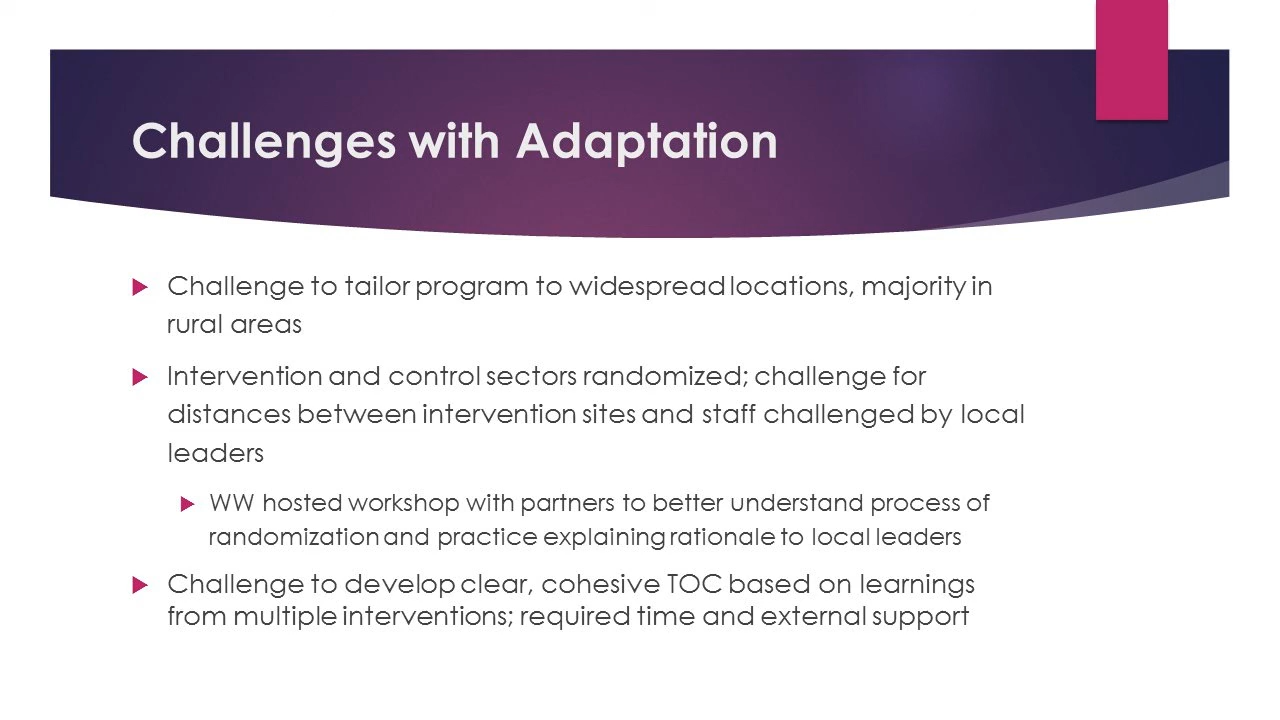 Challenges with Adaptation
Challenge to tailor program to widespread locations, majority in
rural areas
Intervention and control sectors randomized; challenge for
distances between intervention sites and staff challenged by local
leaders
WW hosted workshop with partners to better understand process of
randomization and practice explaining rationale to local leaders
Challenge to develop clear, cohesive TOC based on learnings
from multiple interventions; required time and external support